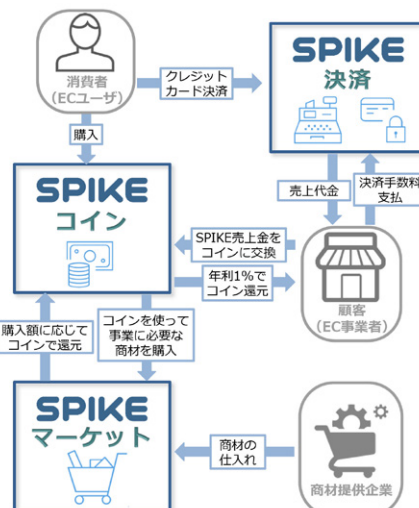 消費者
(ECユーザ)
クレジット
カード決済
SPIKE
決済
購入
売上代金
決済手数料
支払
SPIKE
コイン
SPIKE売上金を
コインに交換
年利1%で
コイン還元
顧客
(EC事業者)
購入額に応じて
コインで還元
コインを使って
事業に必要な
商材を購入
SPIKE
マーケット
商材の
仕入れ
商材提供企業